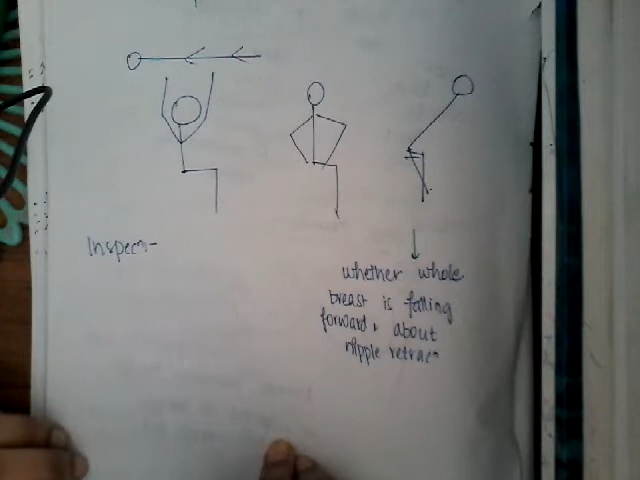 Inspecn-
whether whole
breast is falling
forward & about
nipple retracn